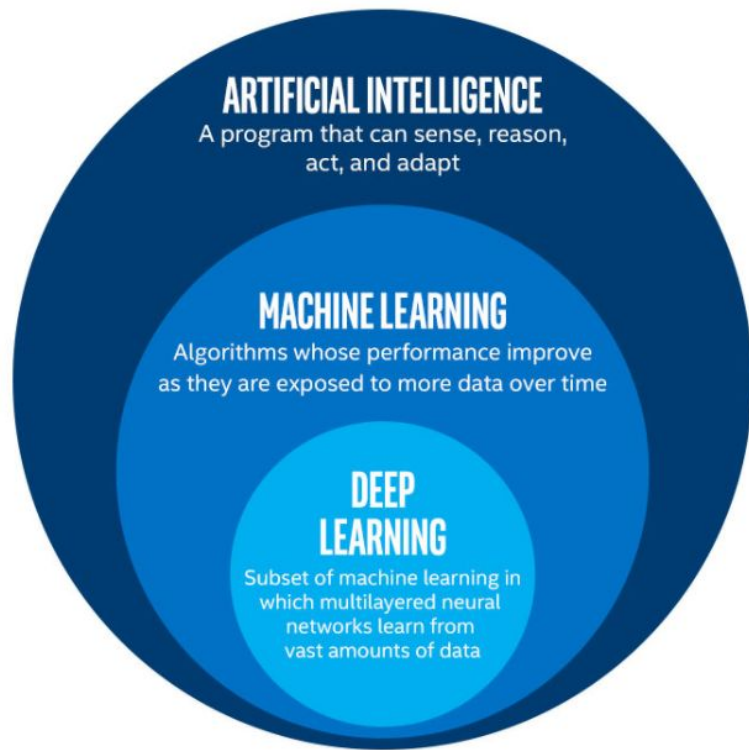 ARTIFICIAL INTELLIGENCE
A program that can sense, reason,
act, and adapt
MACHINE LEARNING
Algorithms whose performance improve
as they are exposed to more data over time
DEEP
LEARNING
Subset of machine learning in
which multilayered neural
networks learn from
vast amounts of data